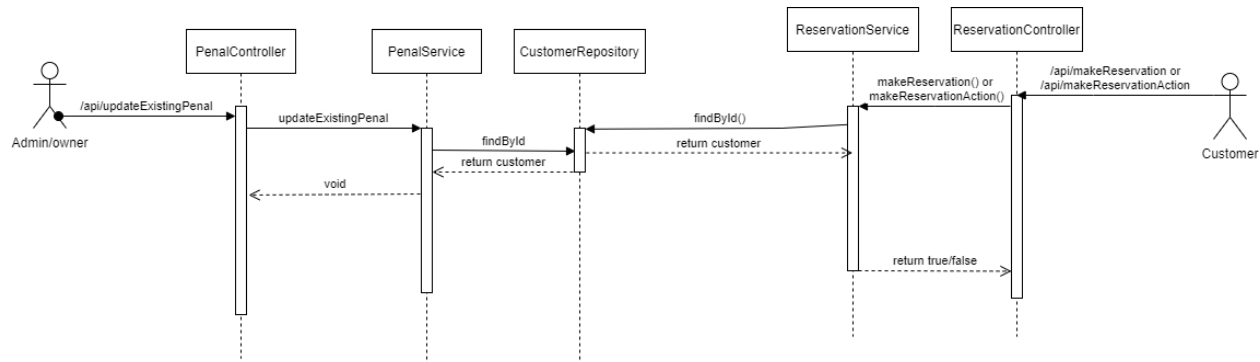 ReservationService
ReservationController
PenalController
PenalService
CustomerRepository
/api/makeReservation or
/api/makeReservationAction
makeReservation() or
makeReservationAction()
/api/updateExistingPenal
updateExistingPenal
findById()
Admin/owner
findById
return customer
Customer
return customer
void
return true/false